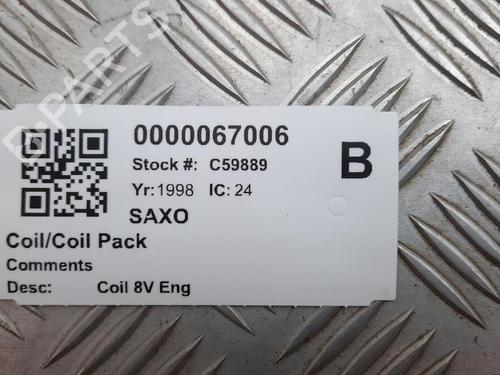 0000067006
Stock #: C59889
B
Yr: 1998 IC: 24
SAXO
Coil/Coil Pack
Comments
Desc: Coil 8V Eng
B-PARTS